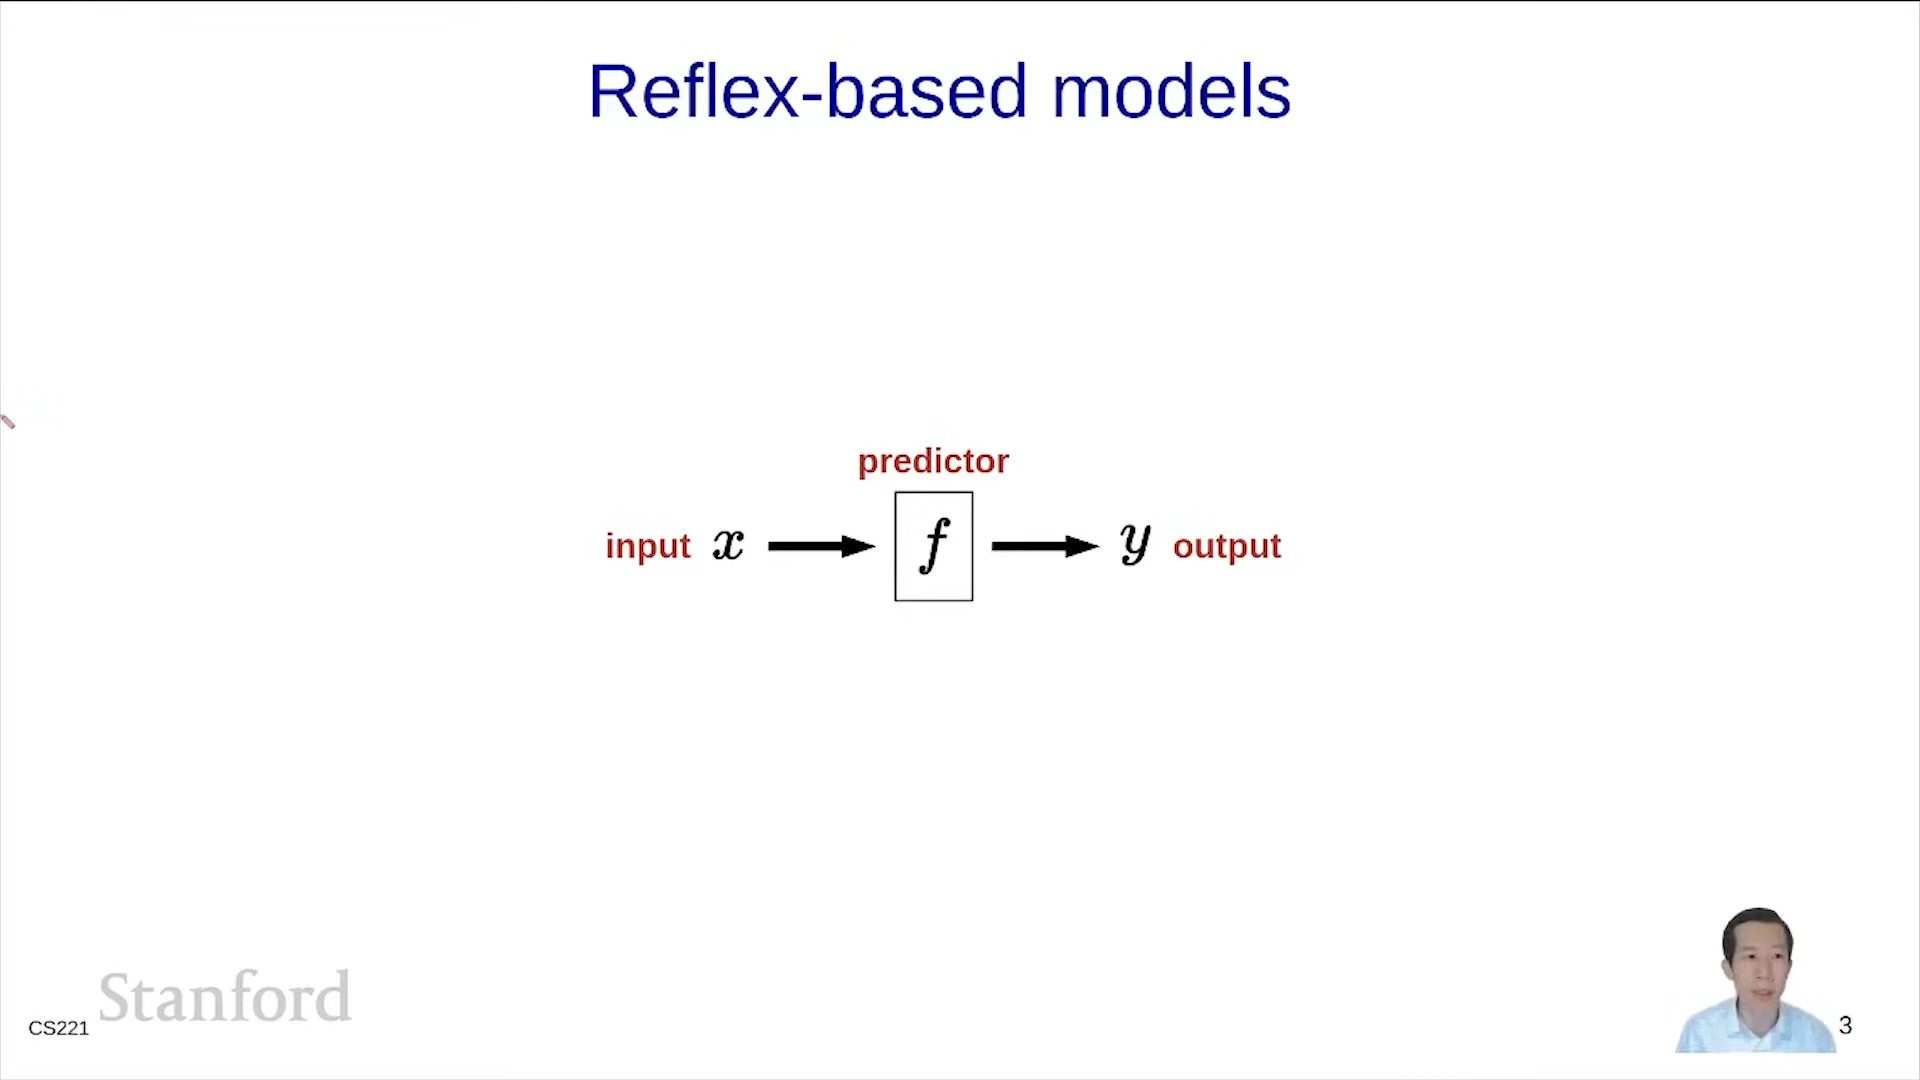 Reflex-based models
predictor
input x f y output
Stanford
CS221
3